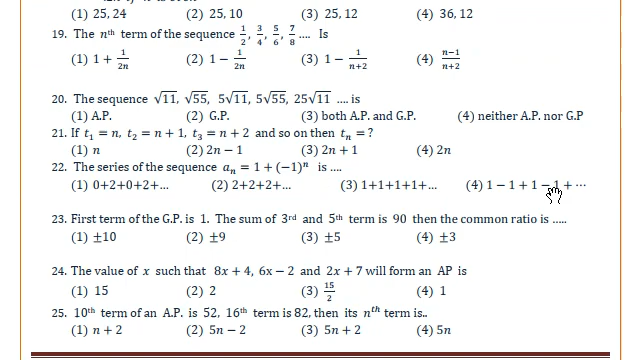 (1) 25, 24 (2) 25, 10 (3) 25, 12 (4) 36, 12
19. The nᵗʰ term of the sequence 1/2, 3/4, 5/6, 7/8 .... Is
(1) 1 + 1/2n (2) 1 − 1/2n (3) 1 − 1/n+2 (4) n−1/n+2
20. The sequence √11, √55, 5√11, 5√55, 25√11 .... is
(1) A.P. (2) G.P. (3) both A.P. and G.P. (4) neither A.P. nor G.P
21. If t₁ = n, t₂ = n + 1, t₃ = n + 2 and so on then tₙ = ?
(1) n (2) 2n − 1 (3) 2n + 1 (4) 2n
22. The series of the sequence aₙ = 1 + (−1)ⁿ is ....
(1) 0+2+0+2+... (2) 2+2+2+... (3) 1+1+1+1+... (4) 1 − 1 + 1 − 1 + ⋯
23. First term of the G.P. is 1. The sum of 3ʳᵈ and 5ᵗʰ term is 90 then the common ratio is .....
(1) ±10 (2) ±9 (3) ±5 (4) ±3
24. The value of x such that 8x + 4, 6x − 2 and 2x + 7 will form an AP is
(1) 15 (2) 2 (3) 15/2 (4) 1
25. 10ᵗʰ term of an A.P. is 52, 16ᵗʰ term is 82, then its nᵗʰ term is..
(1) n + 2 (2) 5n − 2 (3) 5n + 2 (4) 5n